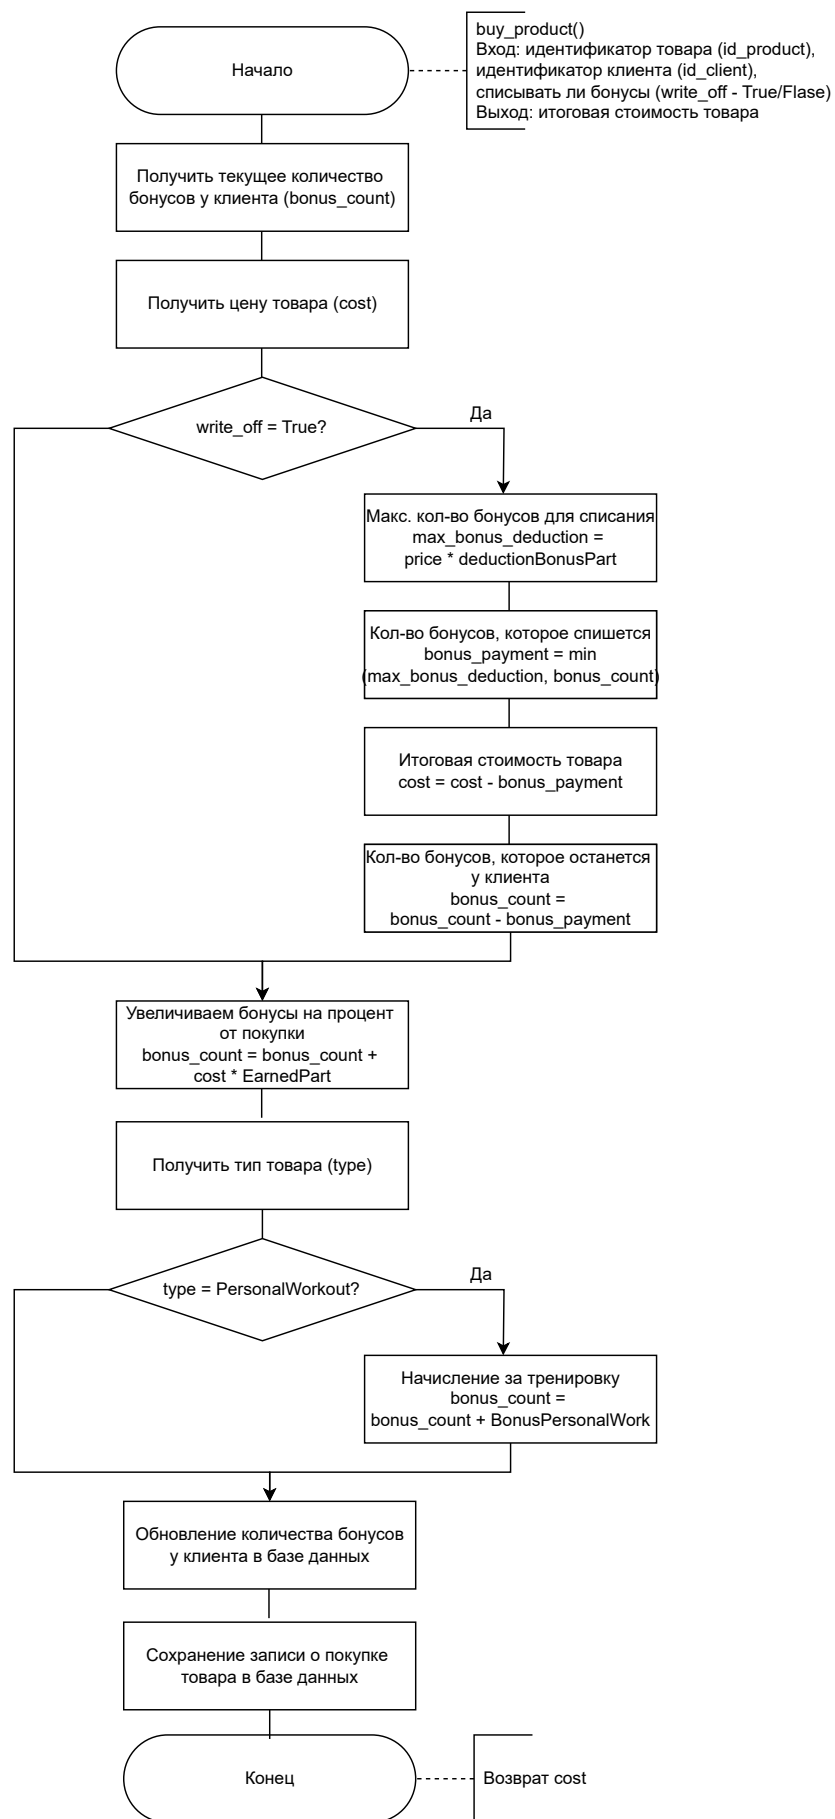 buy_product()
Вход: идентификатор товара (id_product),
идентификатор клиента (id_client),
списывать ли бонусы (write_off - True/Flase)
Выход: итоговая стоимость товара
Начало
Получить текущее количество
бонусов у клиента (bonus_count)
Получить цену товара (cost)
write_off = True?
Да
Макс. кол-во бонусов для списания
max_bonus_deduction =
price * deductionBonusPart
Кол-во бонусов, которое спишется
bonus_payment = min
(max_bonus_deduction, bonus_count)
Итоговая стоимость товара
cost = cost - bonus_payment
Кол-во бонусов, которое останется
у клиента
bonus_count =
bonus_count - bonus_payment
Увеличиваем бонусы на процент
от покупки
bonus_count = bonus_count +
cost * EarnedPart
Получить тип товара (type)
type = PersonalWorkout?
Да
Начисление за тренировку
bonus_count =
bonus_count + BonusPersonalWork
Обновление количества бонусов
у клиента в базе данных
Сохранение записи о покупке
товара в базе данных
Конец
Возврат cost